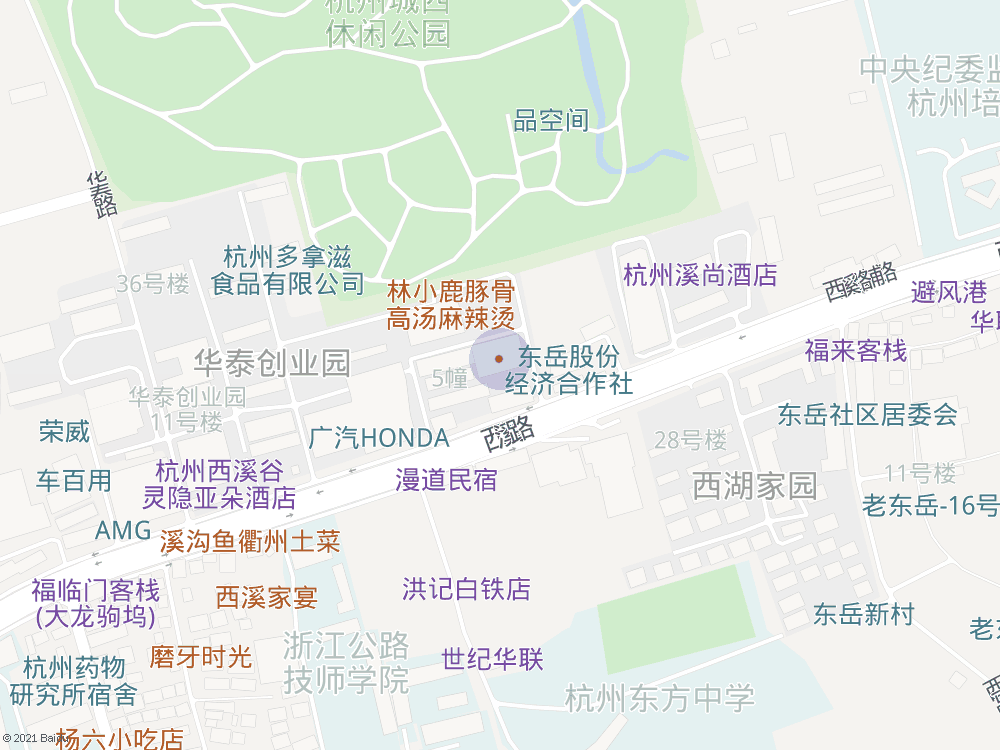 杭州城西
休闲公园
中央纪委监
杭州培
品空间
华泰路
杭州多拿滋
食品有限公司
36号楼
林小鹿豚骨
高汤麻辣烫
杭州溪尚酒店
西溪路辅路
避风港
华联
福来客栈
东岳股份
经济合作社
华泰创业园
5幢
华泰创业园
11号楼
东岳社区居委会
荣威
广汽HONDA
西溪路
28号楼
11号楼
车百用
杭州西溪谷
灵隐亚朵酒店
漫道民宿
西湖家园
老东岳-16号
AMG
溪沟鱼衢州土菜
福临门客栈
(大龙驹坞)
西溪家宴
洪记白铁店
东岳新村
老东
浙江公路
技师学院
磨牙时光
世纪华联
杭州药物
研究所宿舍
杭州东方中学
西
杨六小吃店
© 2021 Baidu